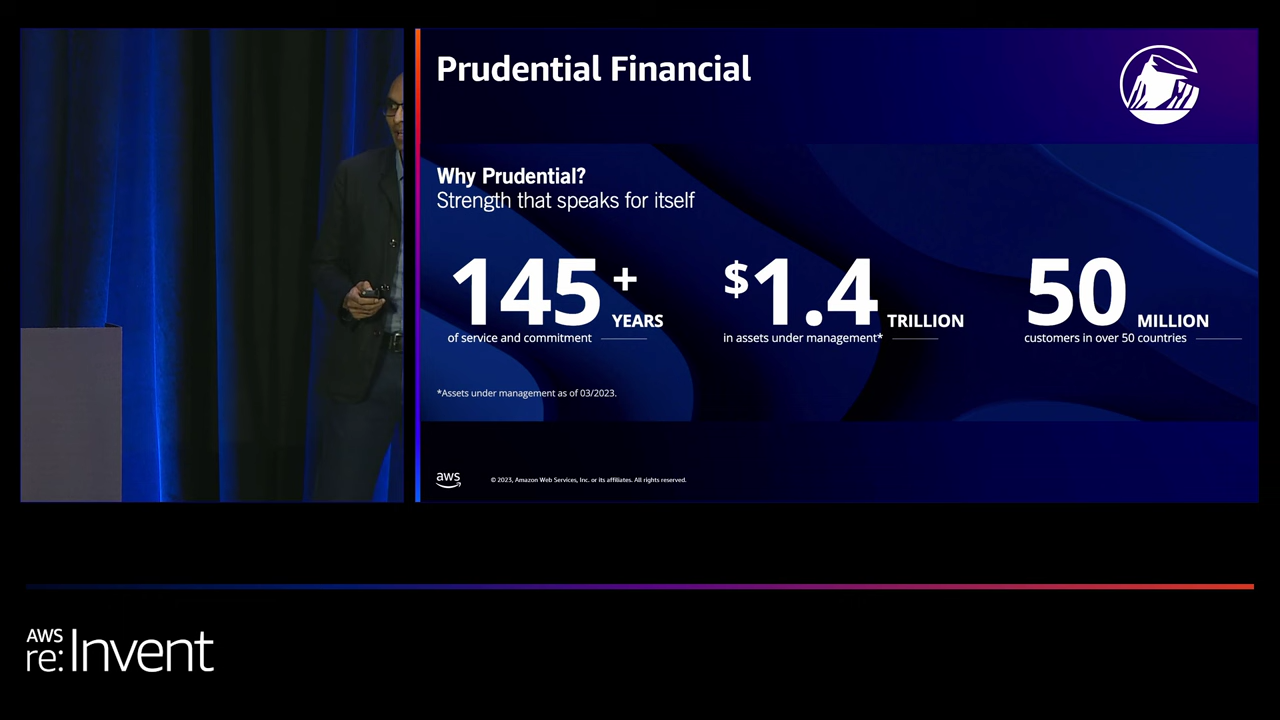 Prudential Financial
Why Prudential?
Strength that speaks for itself
145+ YEARS
of service and commitment
$1.4 TRILLION
in assets under management*
50 MILLION
customers in over 50 countries
*Assets under management as of 03/2023.
aws
© 2023, Amazon Web Services, Inc. or its affiliates. All rights reserved.
AWS
re:Invent